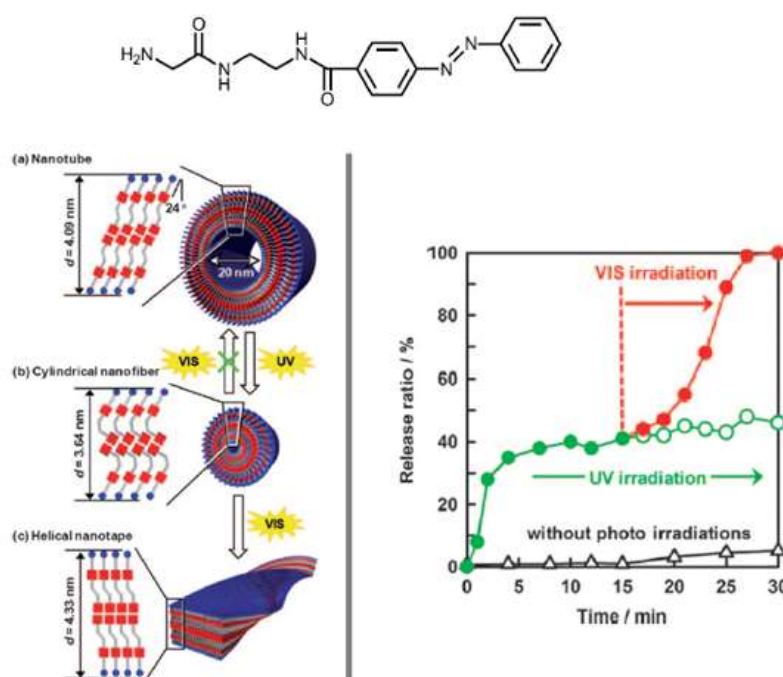 H₂N
O
N
H
H
N
O
N
N
(a) Nanotube
24°
d = 4.09 nm
20 nm
VIS
UV
(b) Cylindrical nanofiber
d = 3.64 nm
VIS
(c) Helical nanotape
d = 4.33 nm
100
80
60
40
20
0
Release ratio / %
VIS irradiation
UV irradiation
without photo irradiations
0 5 10 15 20 25 30
Time / min